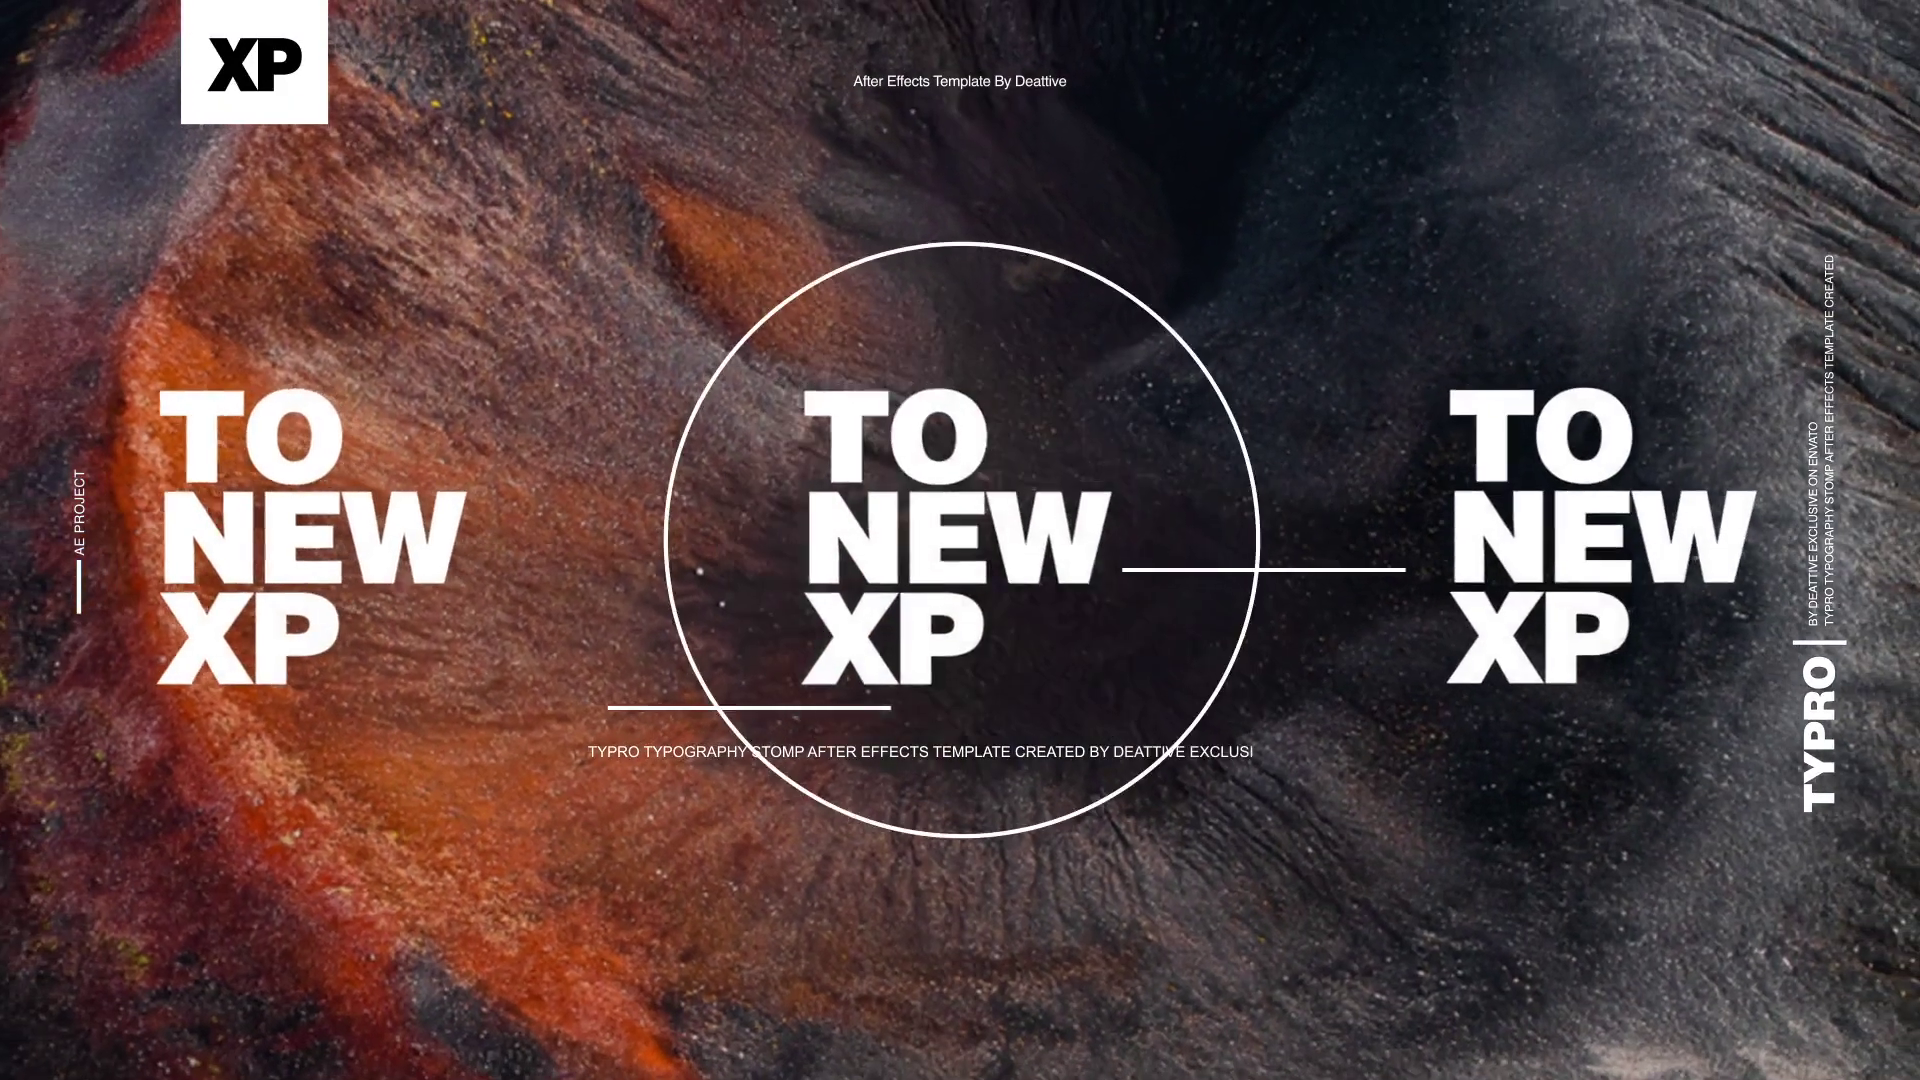 XP
After Effects Template By Deattive
AE PROJECT
TO
NEW
XP
TO
NEW
XP
TO
NEW
XP
TYPRO TYPOGRAPHY STOMP AFTER EFFECTS TEMPLATE CREATED BY DEATTIVE EXCLUSI
TYPRO
BY DEATTIVE EXCLUSIVE ON ENVATO
TYPRO TYPOGRAPHY STOMP AFTER EFFECTS TEMPLATE CREATED